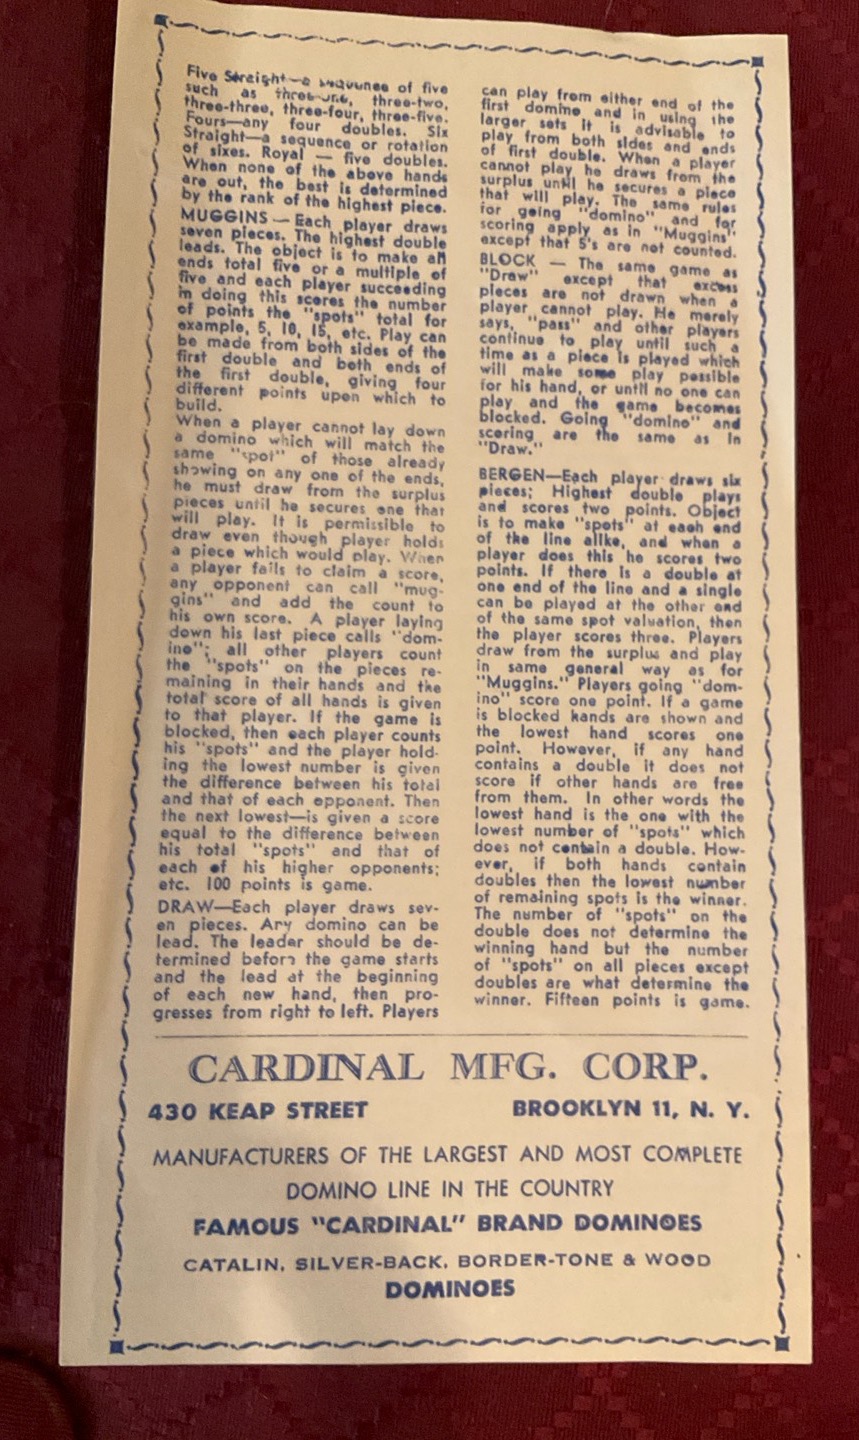 Five Straight—a sequence of five
such as three-one, three-two,
three-three, three-four, three-five.
Fours—any four doubles. Six
Straight—a sequence or rotation
of sixes. Royal — five doubles.
When none of the above hands
are out, the best is determined
by the rank of the highest piece.
MUGGINS — Each player draws
seven pieces. The highest double
leads. The object is to make all
ends total five or a multiple of
five and each player succeeding
in doing this scores the number
of points the "spots" total for
example, 5, 10, 15, etc. Play can
be made from both sides of the
first double and both ends of
the first double, giving four
different points upon which to
build.
When a player cannot lay down
a domino which will match the
same "spot" of those already
showing on any one of the ends,
he must draw from the surplus
pieces until he secures one that
will play. It is permissible to
draw even though player holds
a piece which would play. When
a player fails to claim a score,
any opponent can call "mug-
gins" and add the count to
his own score. A player laying
down his last piece calls "dom-
ino"; all other players count
the "spots" on the pieces re-
maining in their hands and the
total score of all hands is given
to that player. If the game is
blocked, then each player counts
his "spots" and the player hold-
ing the lowest number is given
the difference between his total
and that of each opponent. Then
the next lowest—is given a score
equal to the difference between
his total "spots" and that of
each of his higher opponents;
etc. 100 points is game.
DRAW—Each player draws sev-
en pieces. Any domino can be
lead. The leader should be de-
termined before the game starts
and the lead at the beginning
of each new hand, then pro-
gresses from right to left. Players
can play from either end of the
first domino and in using the
larger sets it is advisable to
play from both sides and ends
of first double. When a player
cannot play he draws from the
surplus until he secures a piece
that will play. The same rules
for going "domino" and for
scoring apply as in "Muggins"
except that 5's are not counted.
BLOCK — The same game as
"Draw" except that excess
pieces are not drawn when a
player cannot play. He merely
says, "pass" and other players
continue to play until such a
time as a piece is played which
will make some play possible
for his hand, or until no one can
play and the game becomes
blocked. Going "domino" and
scoring are the same as in
"Draw."
BERGEN—Each player draws six
pieces; Highest double plays
and scores two points. Object
is to make "spots" at each end
of the line alike, and when a
player does this he scores two
points. If there is a double at
one end of the line and a single
can be played at the other end
of the same spot valuation, then
the player scores three. Players
draw from the surplus and play
in same general way as for
"Muggins." Players going "dom-
ino" score one point. If a game
is blocked hands are shown and
the lowest hand scores one
point. However, if any hand
contains a double it does not
score if other hands are free
from them. In other words the
lowest hand is the one with the
lowest number of "spots" which
does not contain a double. How-
ever, if both hands contain
doubles then the lowest number
of remaining spots is the winner.
The number of "spots" on the
double does not determine the
winning hand but the number
of "spots" on all pieces except
doubles are what determine the
winner. Fifteen points is game.
CARDINAL MFG. CORP.
430 KEAP STREET BROOKLYN 11, N. Y.
MANUFACTURERS OF THE LARGEST AND MOST COMPLETE
DOMINO LINE IN THE COUNTRY
FAMOUS "CARDINAL" BRAND DOMINOES
CATALIN, SILVER-BACK, BORDER-TONE & WOOD
DOMINOES